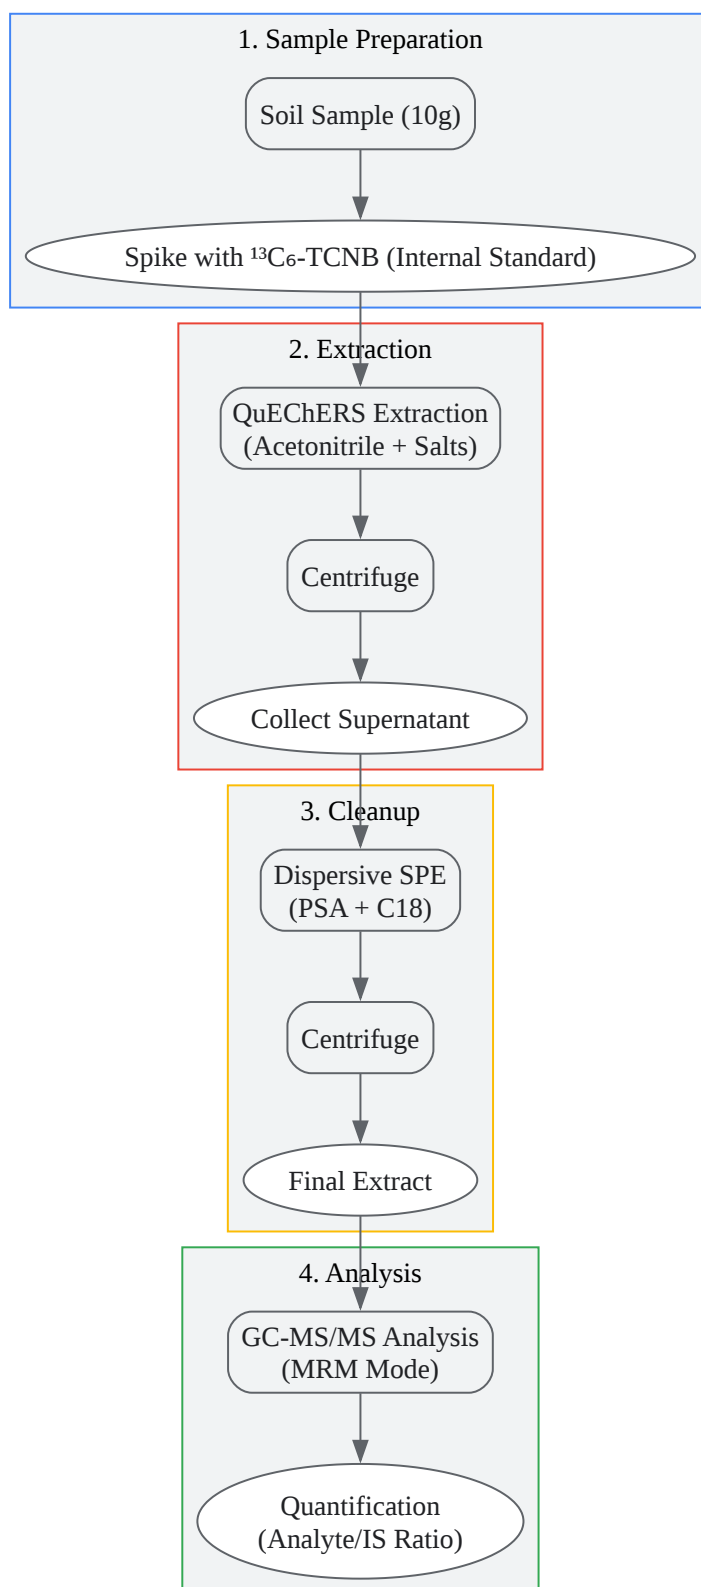 1. Sample Preparation
Soil Sample (10g)
Spike with ¹³C₆-TCNB (Internal Standard)
2. Extraction
QuEChERS Extraction
(Acetonitrile + Salts)
Centrifuge
Collect Supernatant
3. Cleanup
Dispersive SPE
(PSA + C18)
Centrifuge
Final Extract
4. Analysis
GC-MS/MS Analysis
(MRM Mode)
Quantification
(Analyte/IS Ratio)